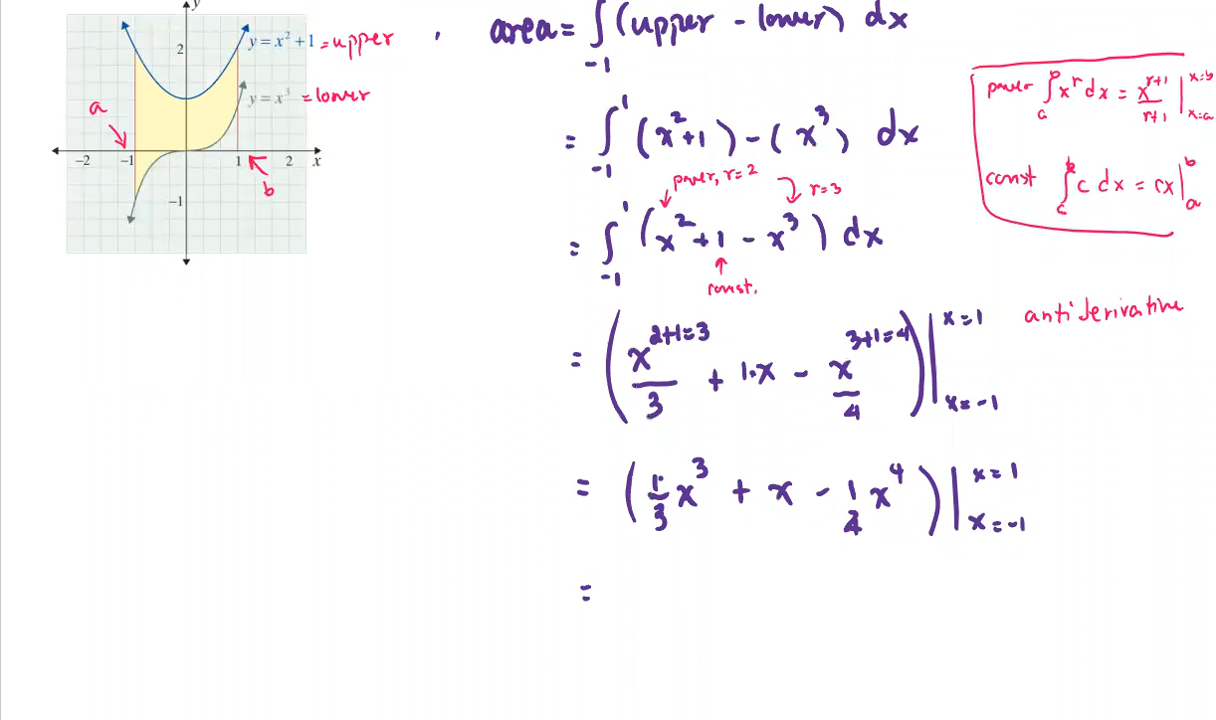 y
2
y = x² + 1 = upper
y = x³ = lower
a
-2 -1 1 2 x
b
-1
area = ∫₋₁ (upper - lower) dx
= ∫₋₁¹ (x² + 1) - (x³) dx
power, r = 2 r = 3
= ∫₋₁¹ (x² + 1 - x³) dx
const.
= (x^(2+1=3)/3 + 1·x - x^(3+1=4)/4) | x = 1 x = -1
antiderivative
= (1/3 x³ + x - 1/4 x⁴) | x = 1 x = -1
=
power ∫ x^r dx = x^(r+1)/(r+1) | x=b x=a
const ∫ c dx = cx | b a